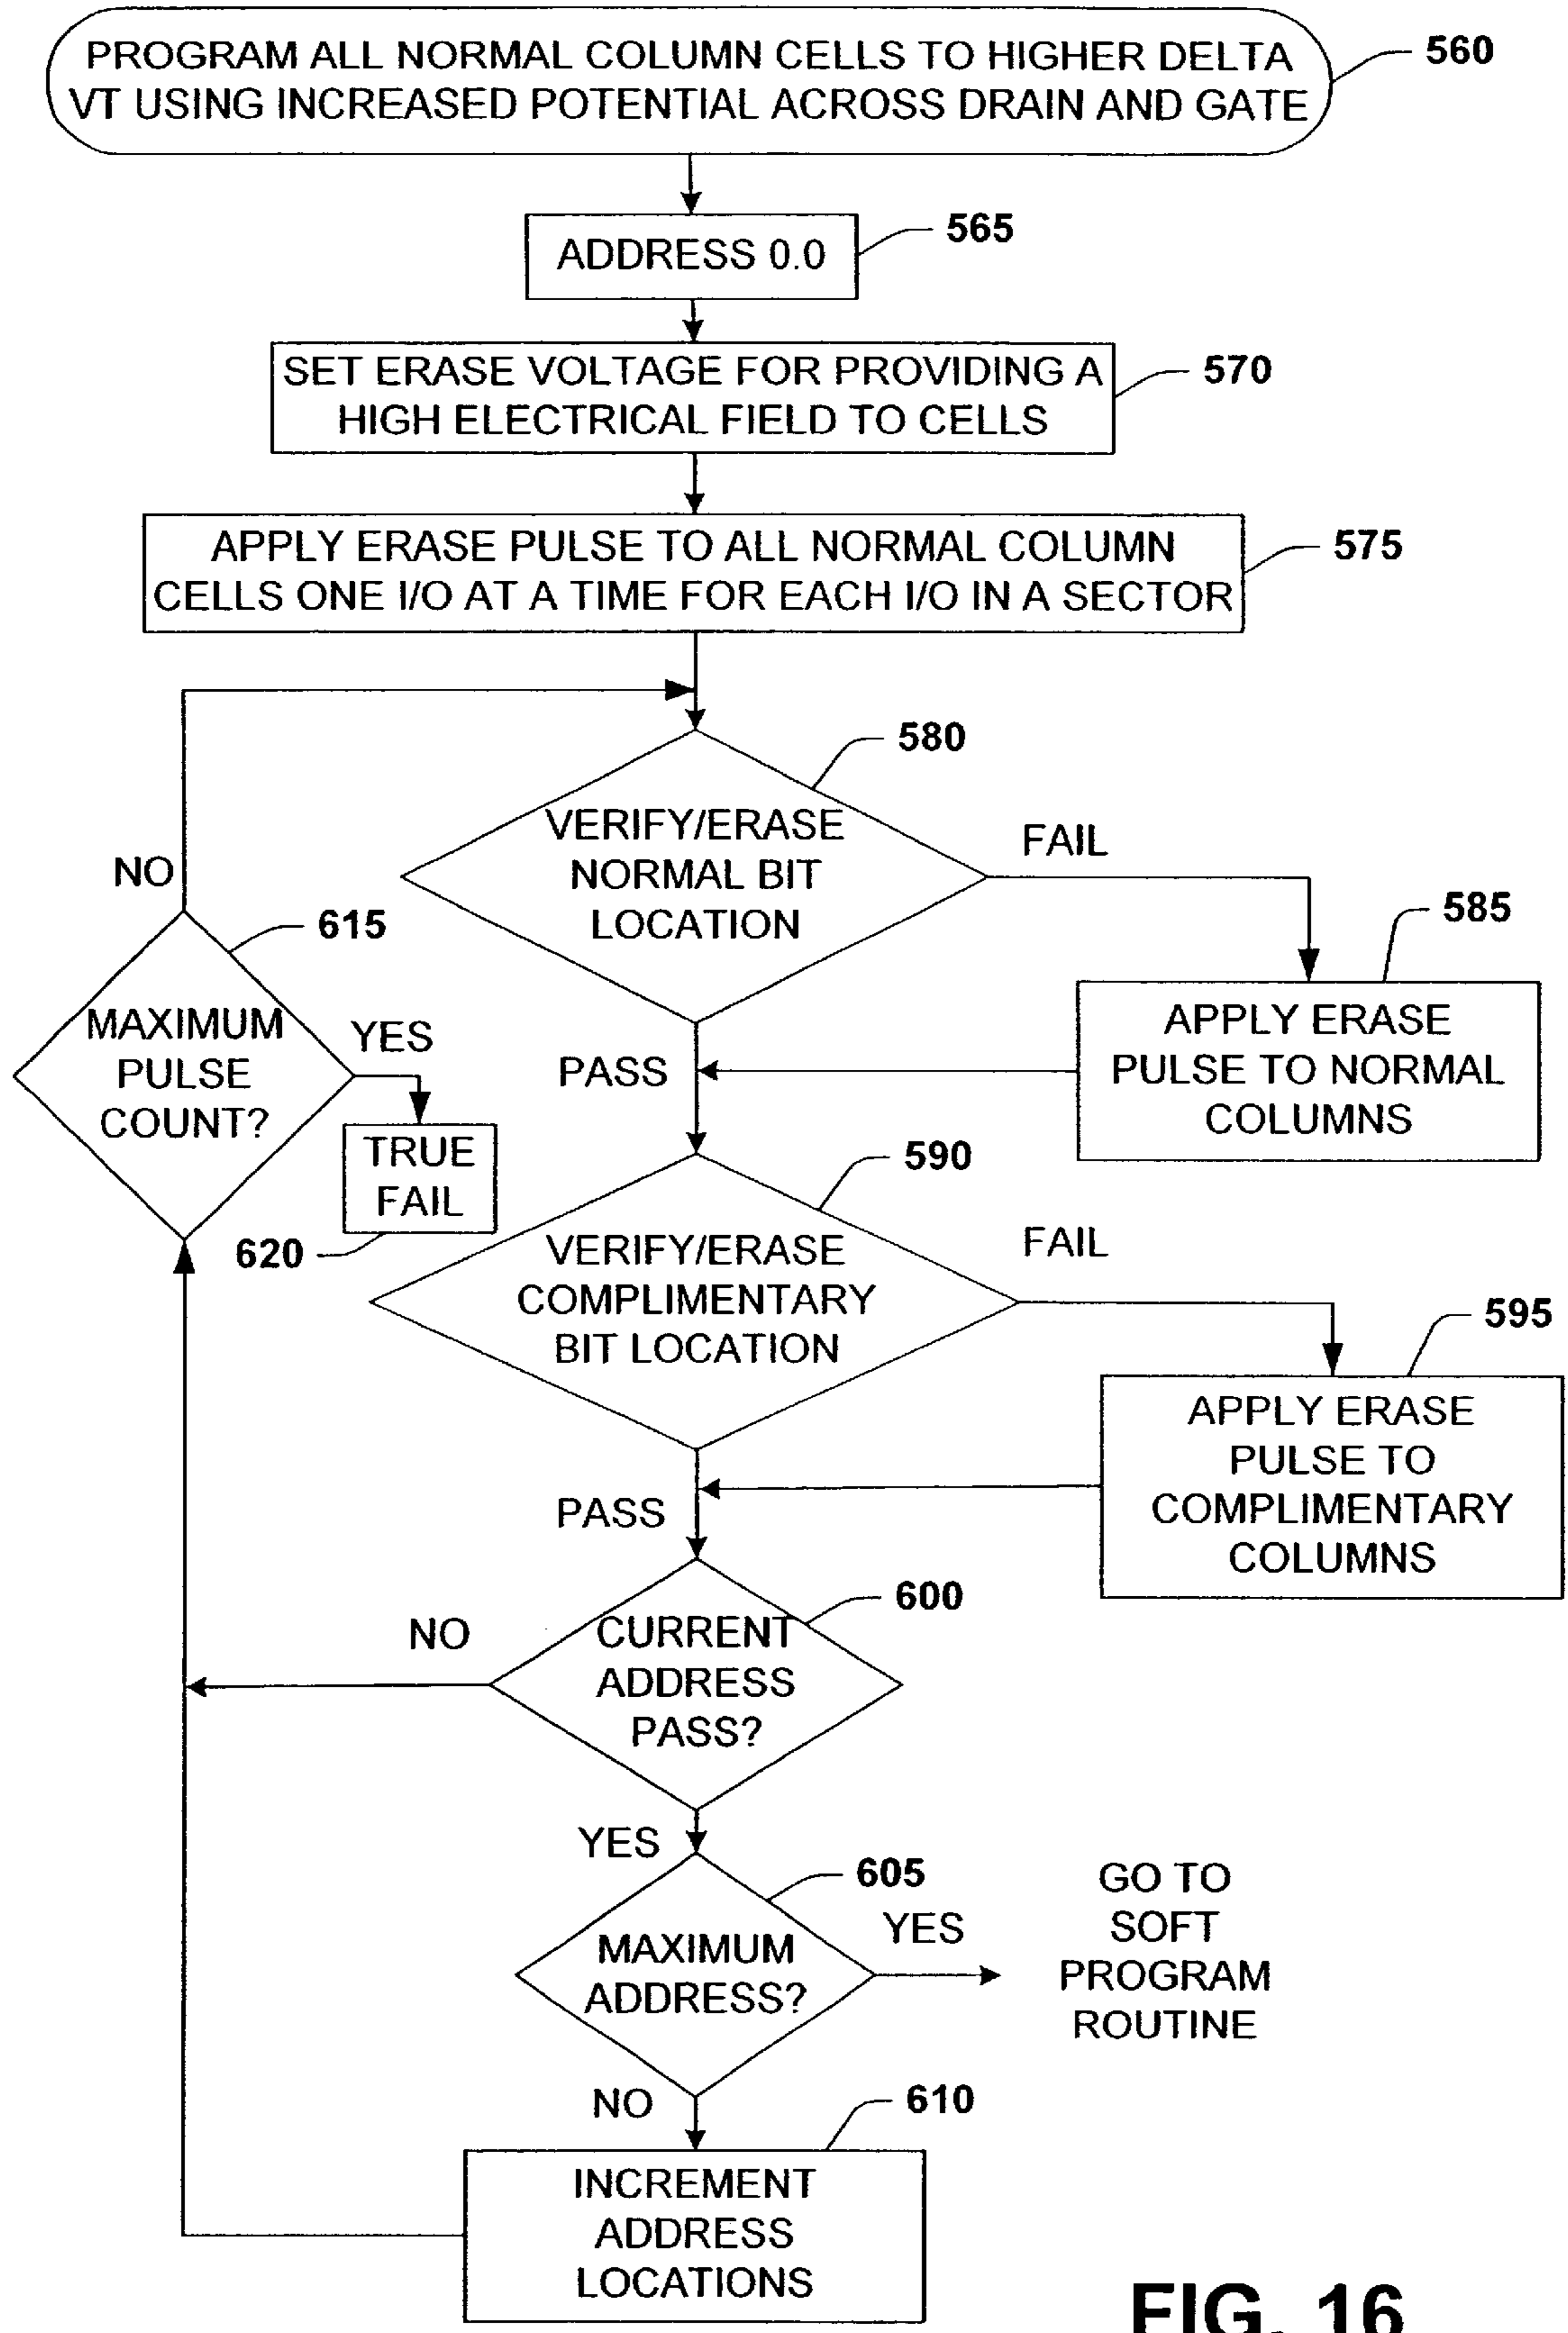 PROGRAM ALL NORMAL COLUMN CELLS TO HIGHER DELTA
VT USING INCREASED POTENTIAL ACROSS DRAIN AND GATE
560
ADDRESS 0.0
565
SET ERASE VOLTAGE FOR PROVIDING A
HIGH ELECTRICAL FIELD TO CELLS
570
APPLY ERASE PULSE TO ALL NORMAL COLUMN
CELLS ONE I/O AT A TIME FOR EACH I/O IN A SECTOR
575
580
VERIFY/ERASE
NORMAL BIT
LOCATION
FAIL
585
APPLY ERASE
PULSE TO NORMAL
COLUMNS
NO
615
MAXIMUM
PULSE
COUNT?
YES
TRUE
FAIL
620
PASS
590
VERIFY/ERASE
COMPLIMENTARY
BIT LOCATION
FAIL
595
APPLY ERASE
PULSE TO
COMPLIMENTARY
COLUMNS
PASS
600
CURRENT
ADDRESS
PASS?
NO
YES
605
MAXIMUM
ADDRESS?
YES
GO TO
SOFT
PROGRAM
ROUTINE
NO
610
INCREMENT
ADDRESS
LOCATIONS
FIG. 16